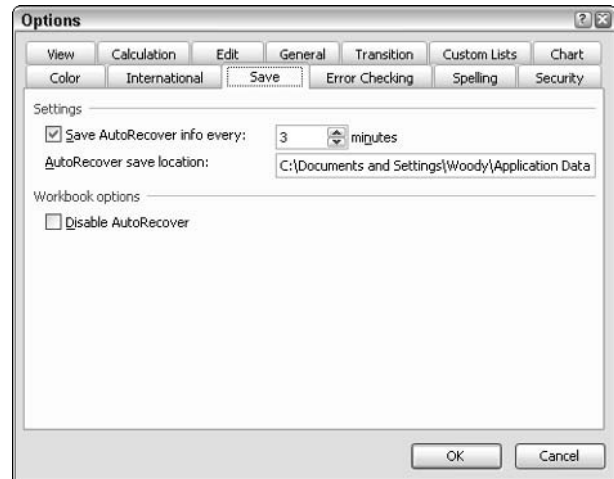 Options
View Calculation Edit General Transition Custom Lists Chart
Color International Save Error Checking Spelling Security
Settings
Save AutoRecover info every: 3 minutes
AutoRecover save location: C:\Documents and Settings\Woody\Application Data
Workbook options
Disable AutoRecover
OK Cancel